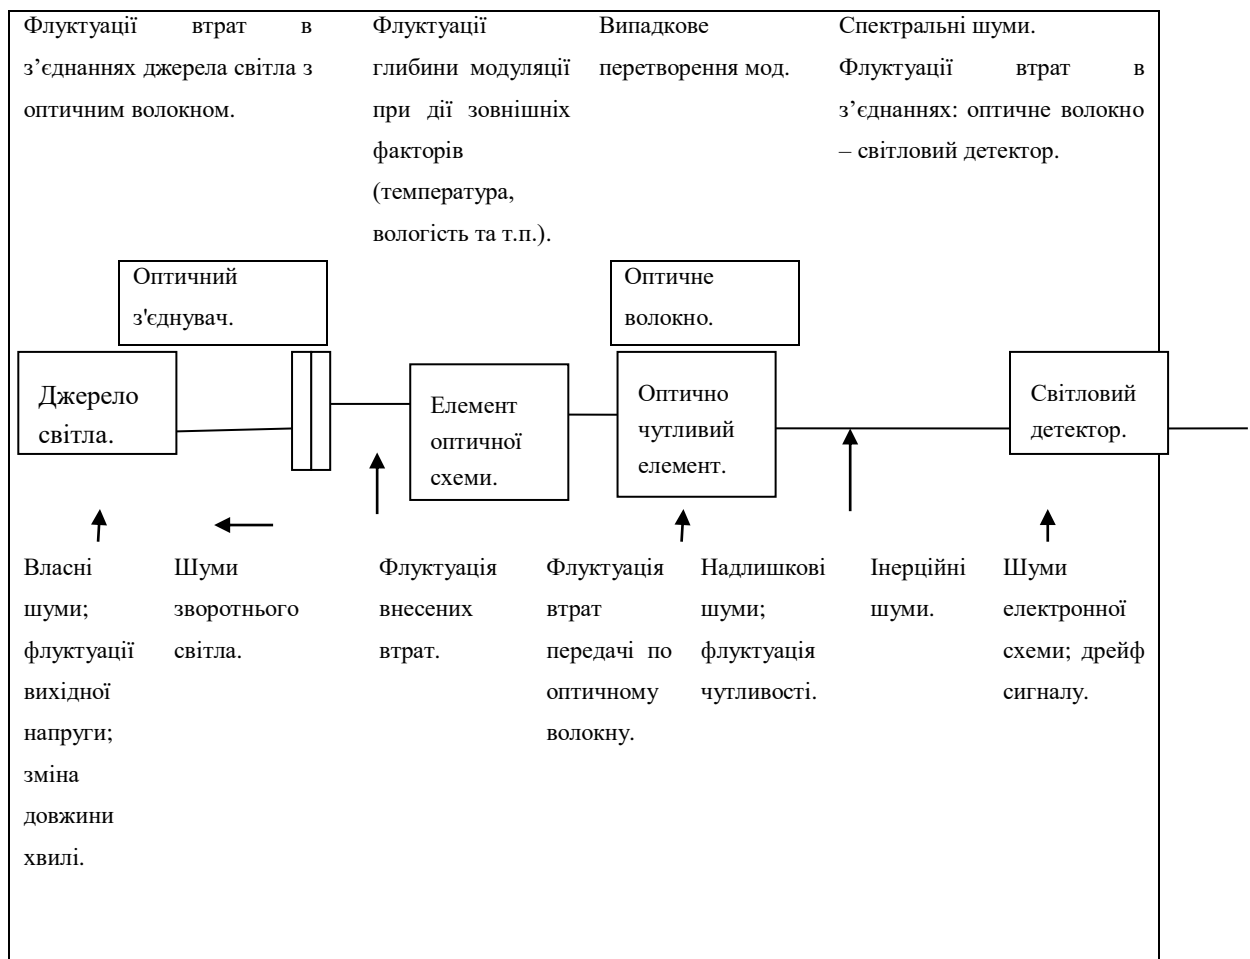 Флуктуації втрат в
з’єднаннях джерела світла з
оптичним волокном.
Флуктуації
глибини модуляції
при дії зовнішніх
факторів
(температура,
вологість та т.п.).
Випадкове
перетворення мод.
Спектральні шуми.
Флуктуації втрат в
з’єднаннях: оптичне волокно
– світловий детектор.
Оптичний
з'єднувач.
Оптичне
волокно.
Джерело
світла.
Елемент
оптичної
схеми.
Оптично
чутливий
елемент.
Світловий
детектор.
Власні
шуми;
флуктуації
вихідної
напруги;
зміна
довжини
хвилі.
Шуми
зворотнього
світла.
Флуктуація
внесених
втрат.
Флуктуація
втрат
передачі по
оптичному
волокну.
Надлишкові
шуми;
флуктуація
чутливості.
Інерційні
шуми.
Шуми
електронної
схеми; дрейф
сигналу.